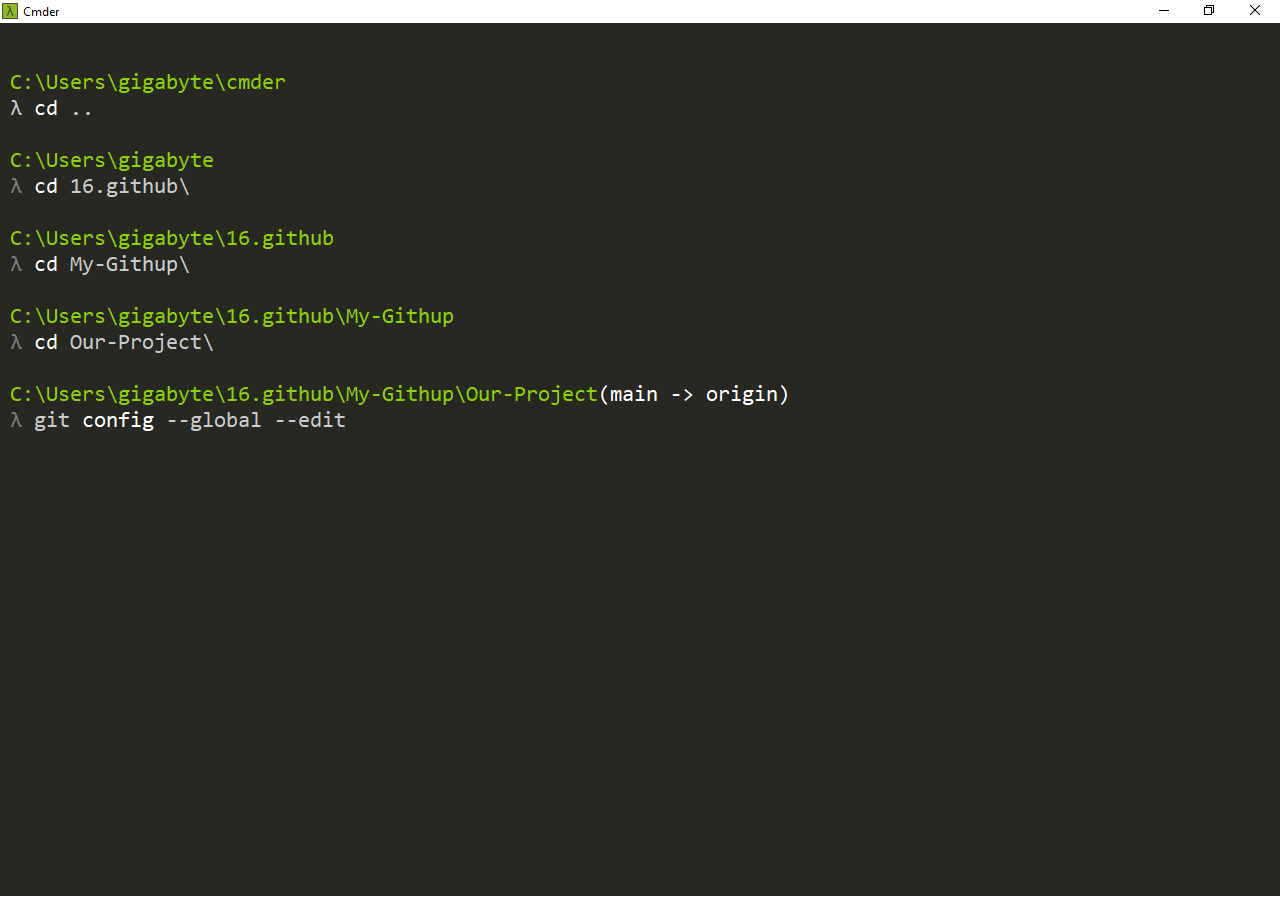 λ Cmder
C:\Users\gigabyte\cmder
λ cd ..
C:\Users\gigabyte
λ cd 16.github\
C:\Users\gigabyte\16.github
λ cd My-Githup\
C:\Users\gigabyte\16.github\My-Githup
λ cd Our-Project\
C:\Users\gigabyte\16.github\My-Githup\Our-Project(main -> origin)
λ git config --global --edit